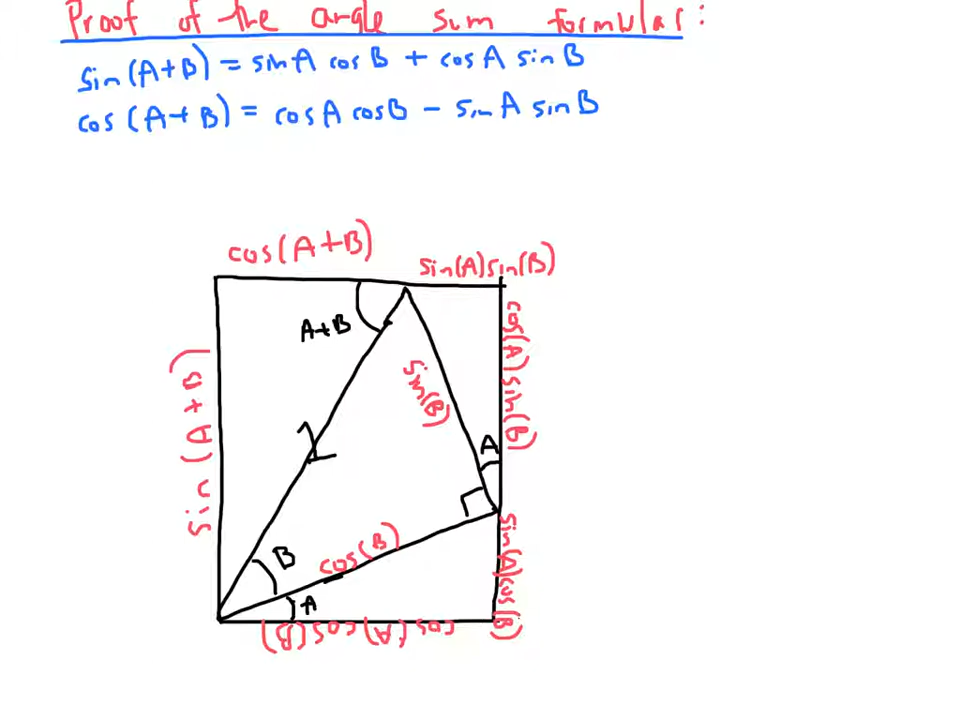 Proof of the angle sum formular:
sin(A+B) = sinA cosB + cosA sinB
cos(A+B) = cosA cosB - sinA sinB
cos(A+B)
sin(A)sin(B)
A+B
cos(A)sin(B)
sin(B)
sin(A+B)
1
A
B
cos(B)
sin(A)cos(B)
A
cos(A)cos(B)